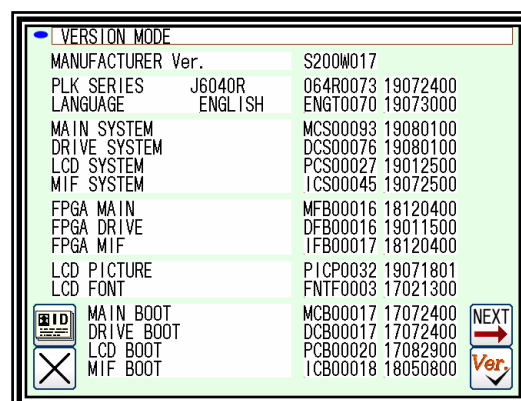 VERSION MODE
MANUFACTURER Ver. S200W017
PLK SERIES J6040R 064R0073 19072400
LANGUAGE ENGLISH ENGT0070 19073000
MAIN SYSTEM MCS00093 19080100
DRIVE SYSTEM DCS00076 19080100
LCD SYSTEM PCS00027 19012500
MIF SYSTEM ICS00045 19072500
FPGA MAIN MFB00016 18120400
FPGA DRIVE DFB00016 19011500
FPGA MIF IFB00017 18120400
LCD PICTURE PICP0032 19071801
LCD FONT FNTF0003 17021300
ID MAIN BOOT MCB00017 17072400 NEXT
DRIVE BOOT DCB00017 17072400
LCD BOOT PCB00020 17082900 Ver.
MIF BOOT ICB00018 18050800